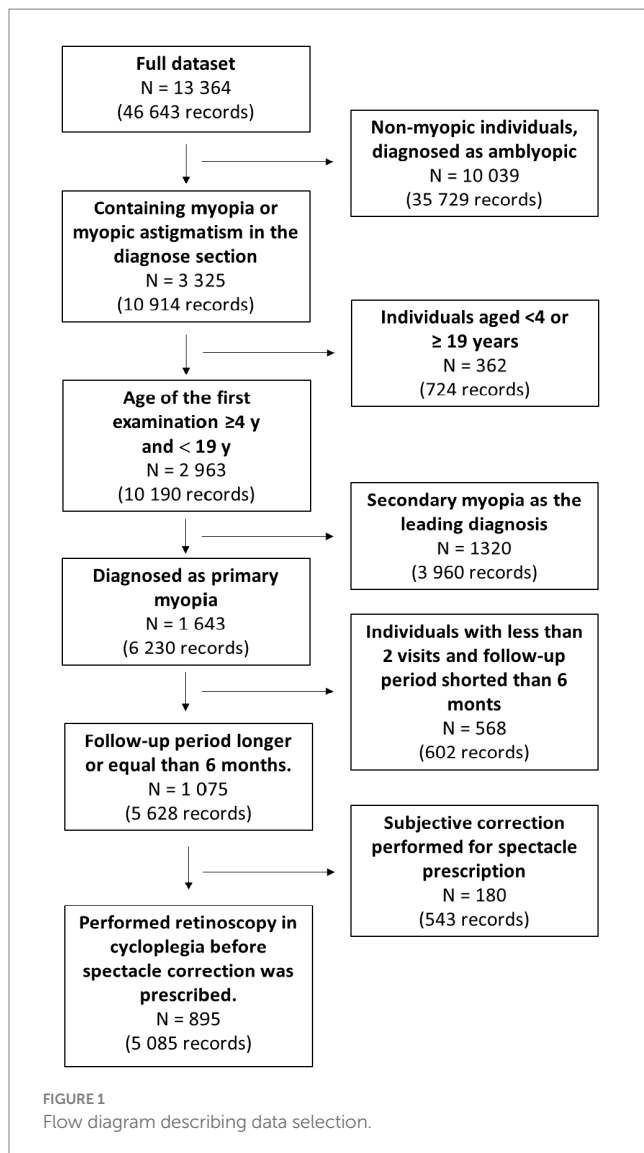 Full dataset
N = 13 364
(46 643 records)
Non-myopic individuals,
diagnosed as amblyopic
N = 10 039
(35 729 records)
Containing myopia or
myopic astigmatism in the
diagnose section
N = 3 325
(10 914 records)
Individuals aged <4 or
≥ 19 years
N = 362
(724 records)
Age of the first
examination ≥4 y
and < 19 y
N = 2 963
(10 190 records)
Secondary myopia as the
leading diagnosis
N = 1320
(3 960 records)
Diagnosed as primary
myopia
N = 1 643
(6 230 records)
Individuals with less than
2 visits and follow-up
period shorted than 6
monts
N = 568
(602 records)
Follow-up period longer
or equal than 6 months.
N = 1 075
(5 628 records)
Subjective correction
performed for spectacle
prescription
N = 180
(543 records)
Performed retinoscopy in
cycloplegia before
spectacle correction was
prescribed.
N = 895
(5 085 records)
FIGURE 1
Flow diagram describing data selection.